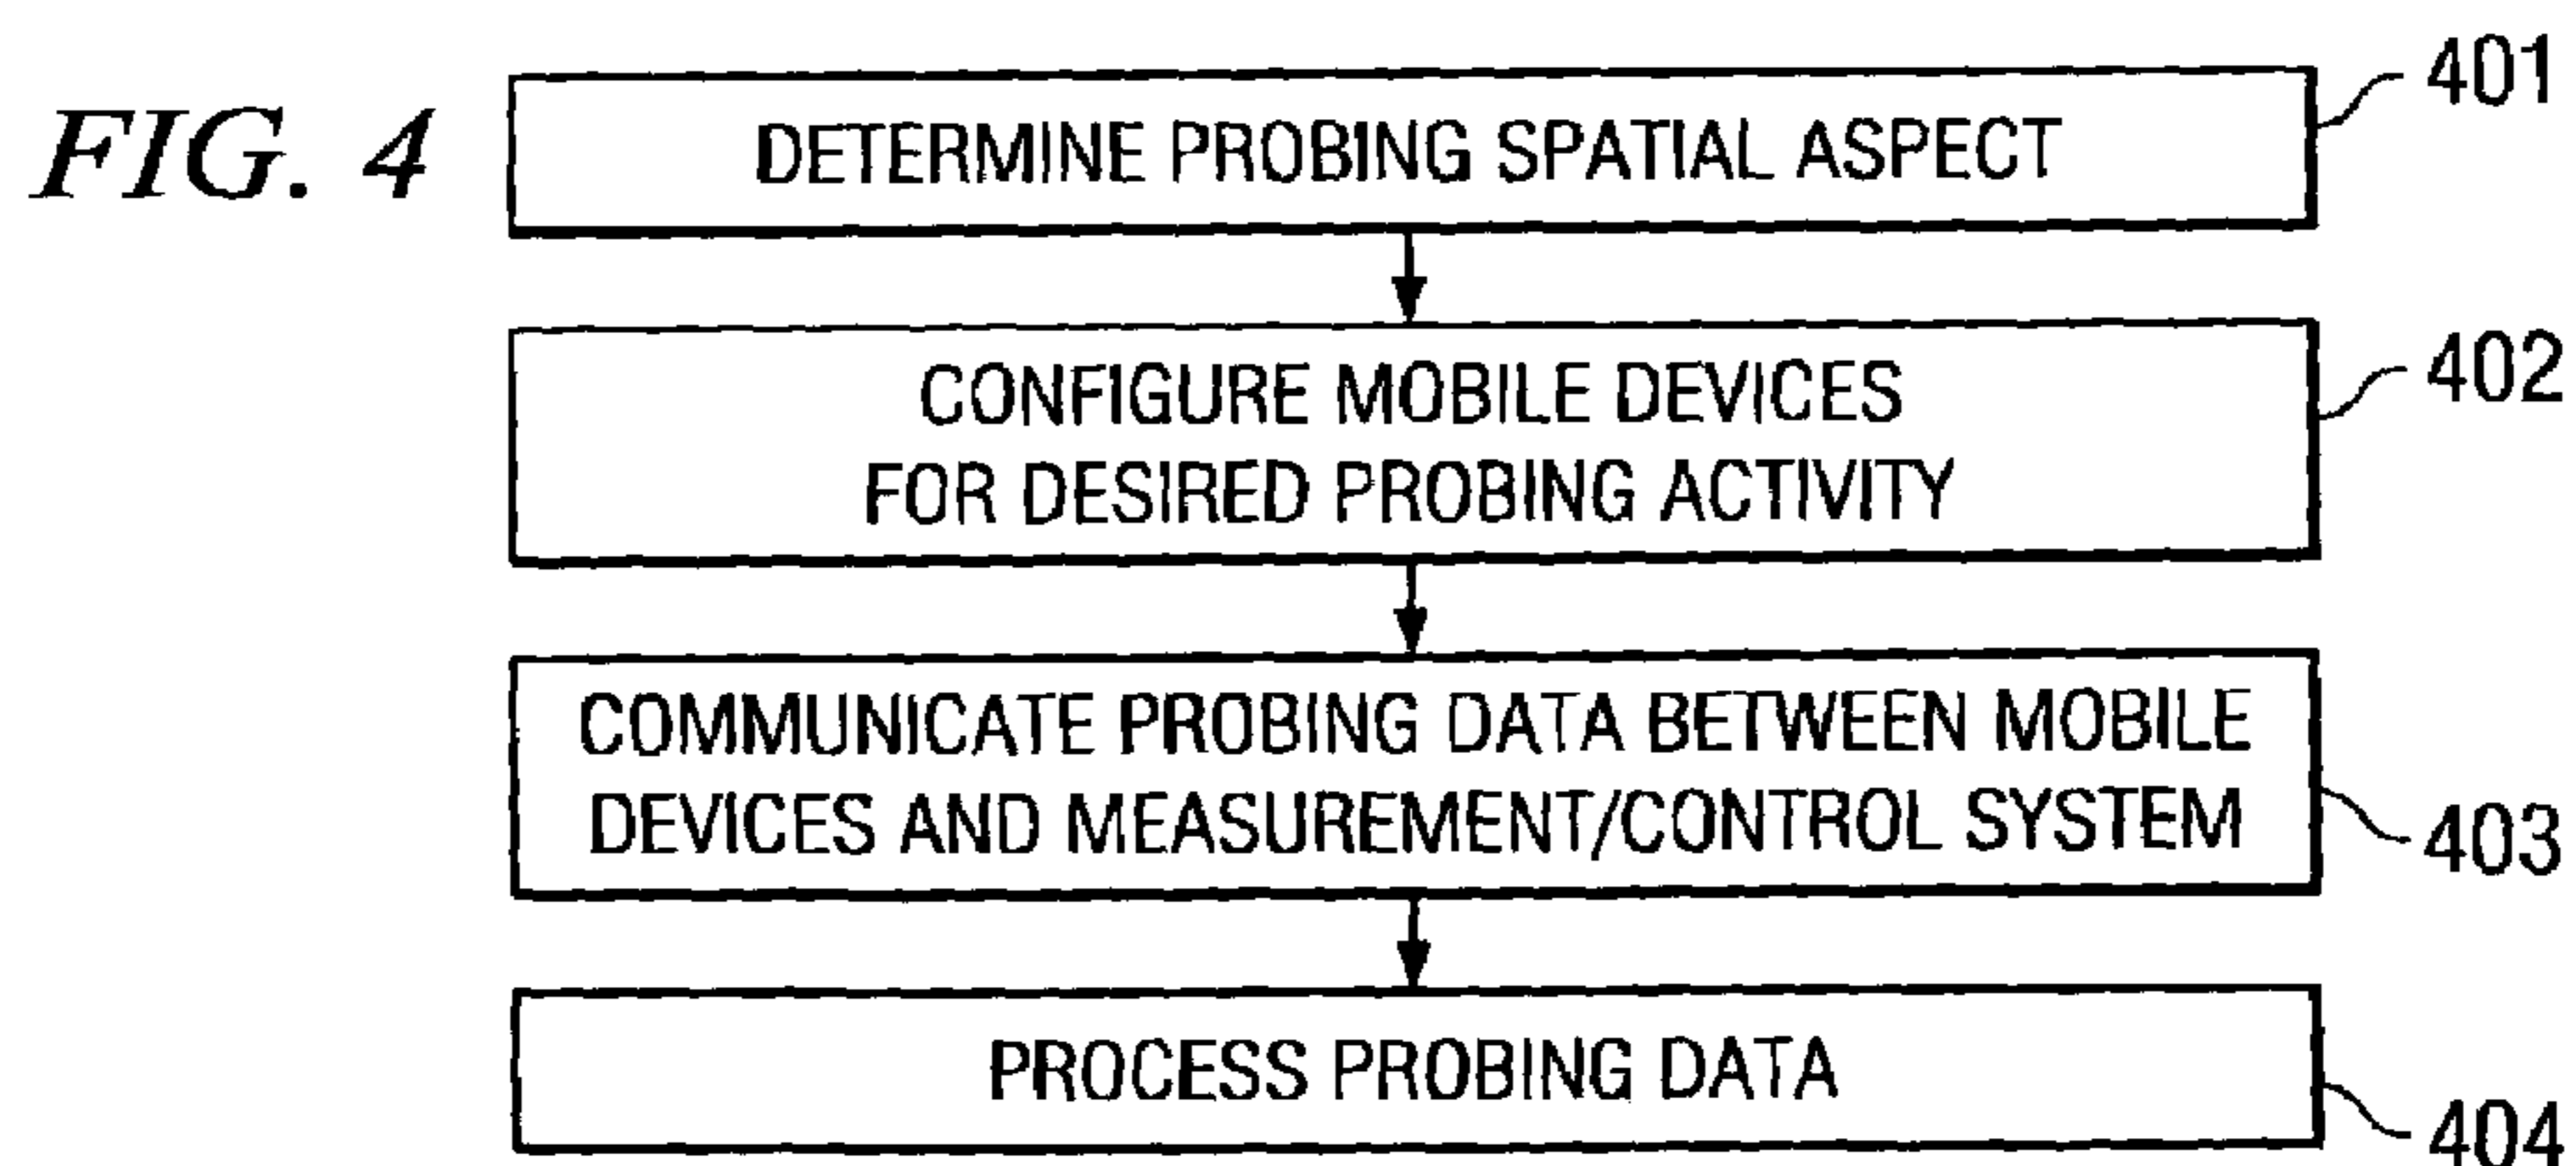 FIG. 4
DETERMINE PROBING SPATIAL ASPECT
401
CONFIGURE MOBILE DEVICES
FOR DESIRED PROBING ACTIVITY
402
COMMUNICATE PROBING DATA BETWEEN MOBILE
DEVICES AND MEASUREMENT/CONTROL SYSTEM
403
PROCESS PROBING DATA
404